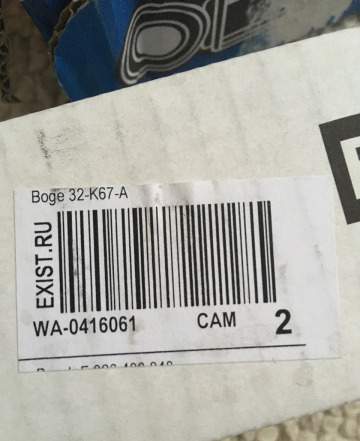 Boge 32-K67-A
EXIST.RU
WA-0416061
CAM
2